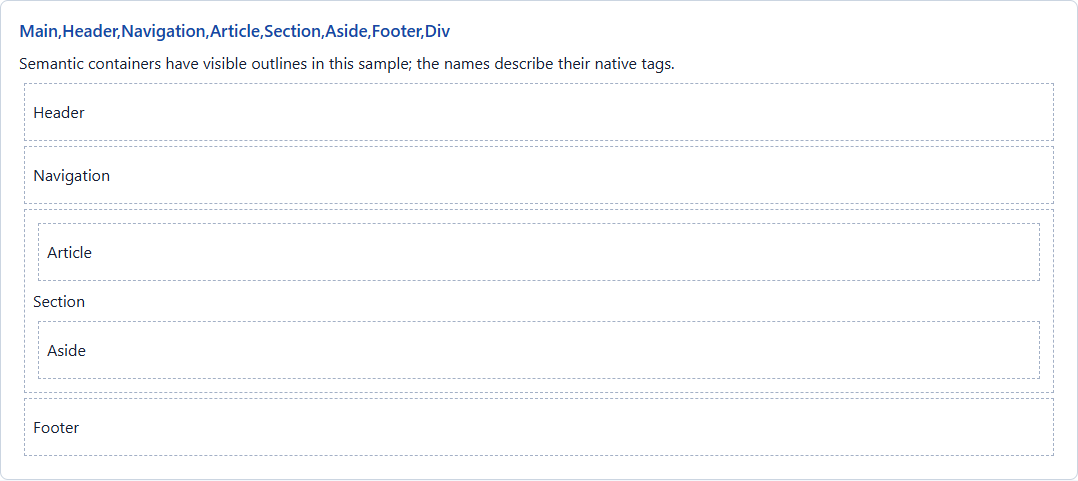 Main,Header,Navigation,Article,Section,Aside,Footer,Div
Semantic containers have visible outlines in this sample; the names describe their native tags.
Header
Navigation
Article
Section
Aside
Footer